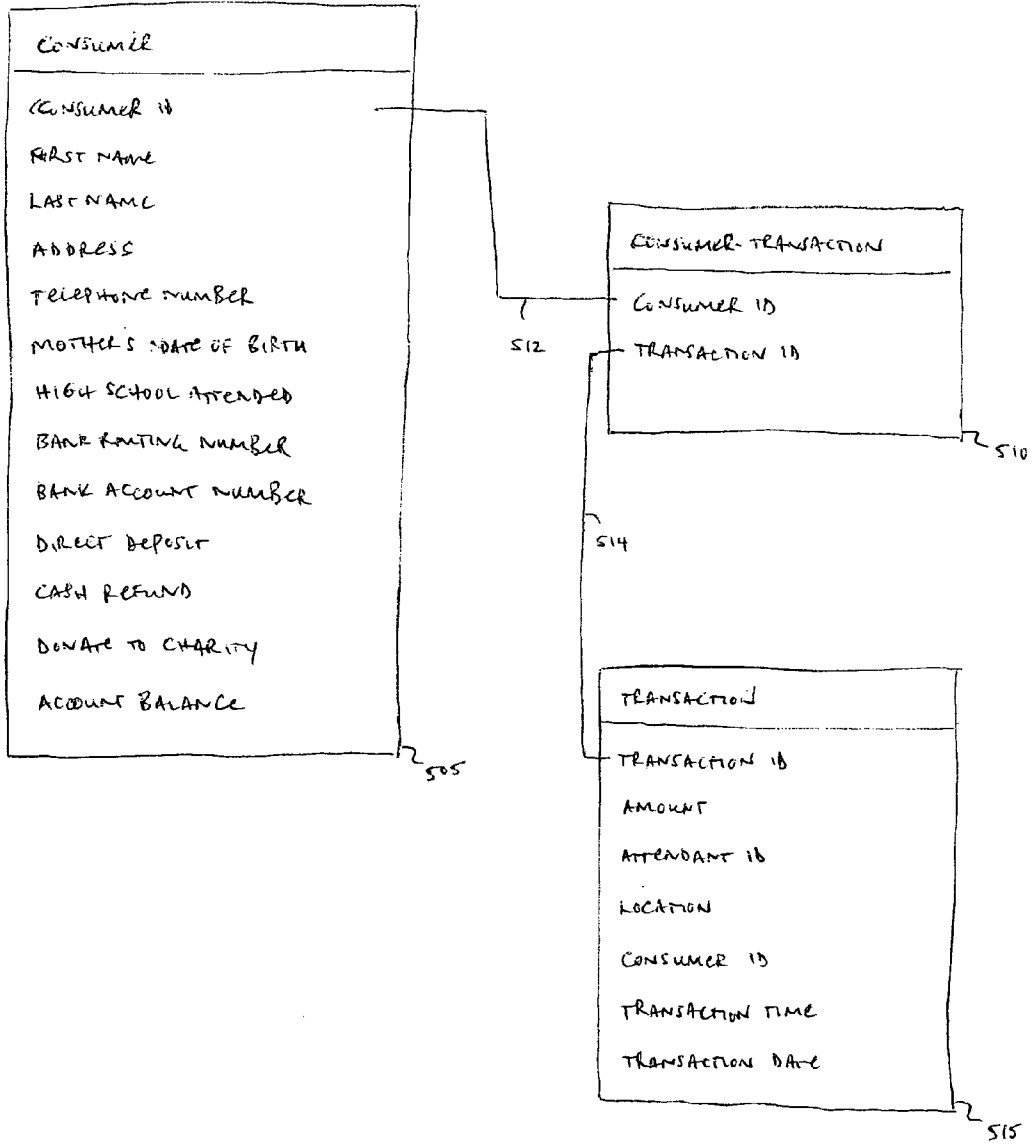 CONSUMER
CONSUMER ID
FIRST NAME
LAST NAME
ADDRESS
TELEPHONE NUMBER
MOTHER'S DATE OF BIRTH
HIGH SCHOOL ATTENDED
BANK ROUTING NUMBER
BANK ACCOUNT NUMBER
DIRECT DEPOSIT
CASH REFUND
DONATE TO CHARITY
ACCOUNT BALANCE
505
512
CONSUMER-TRANSACTION
CONSUMER ID
TRANSACTION ID
510
514
TRANSACTION
TRANSACTION ID
AMOUNT
ATTENDANT ID
LOCATION
CONSUMER ID
TRANSACTION TIME
TRANSACTION DATE
515